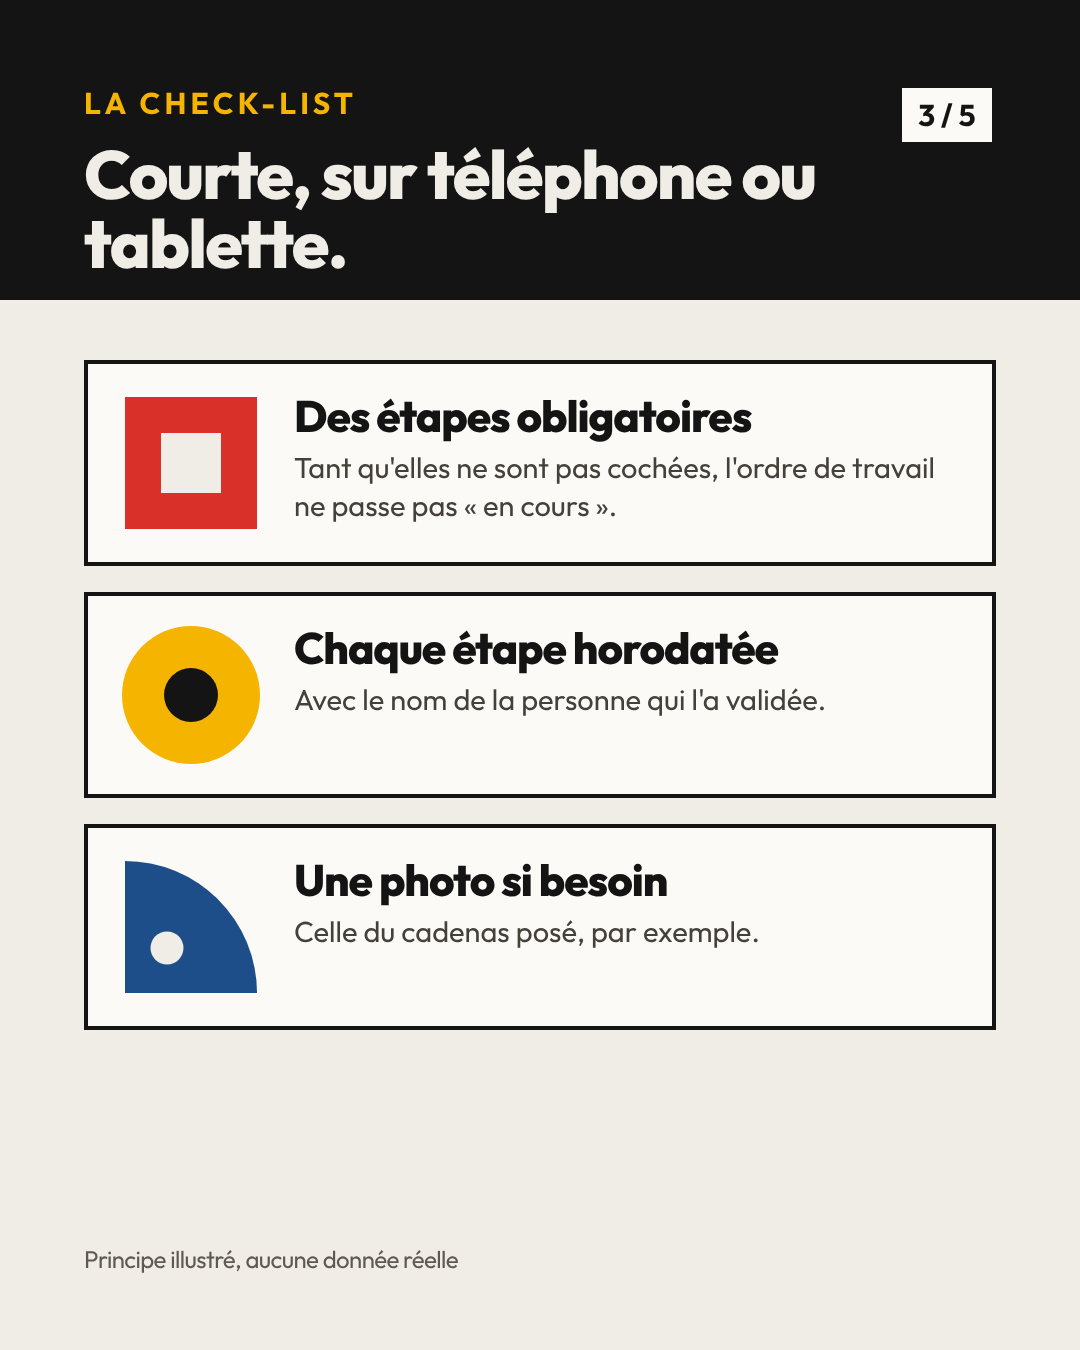 LA CHECK-LIST
3 / 5
Courte, sur téléphone ou
tablette.
Des étapes obligatoires
Tant qu'elles ne sont pas cochées, l'ordre de travail
ne passe pas « en cours ».
Chaque étape horodatée
Avec le nom de la personne qui l'a validée.
Une photo si besoin
Celle du cadenas posé, par exemple.
Principe illustré, aucune donnée réelle